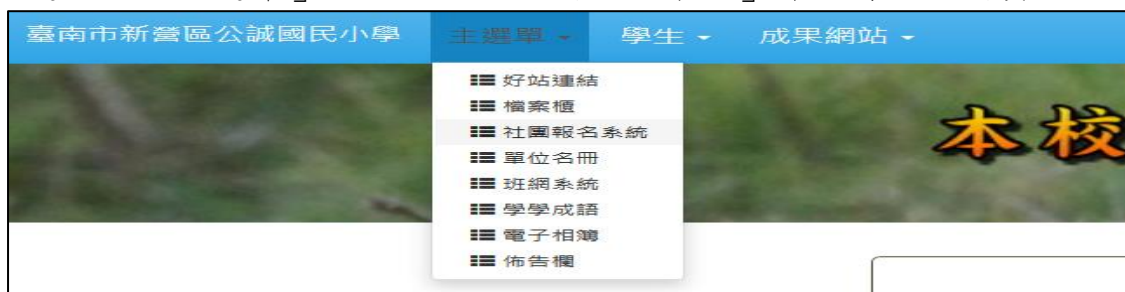 臺南市新營區公誠國民小學 主選單 學生 成果網站
好站連結
檔案櫃
社團報名系統
單位名冊
班網系統
學學成語
電子相簿
佈告欄
本校